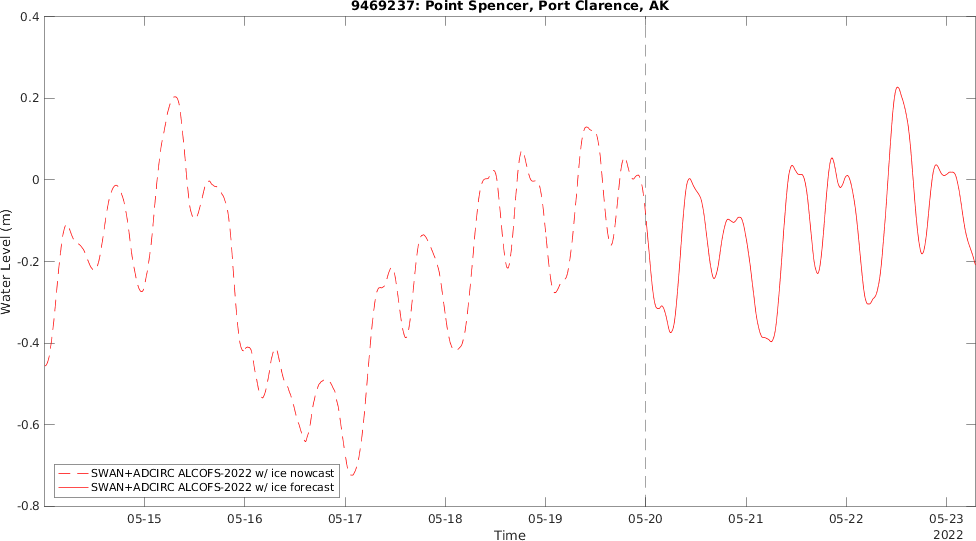 9469237: Point Spencer, Port Clarence, AK
0.4
0.2
0
-0.2
-0.4
-0.6
-0.8
Water Level (m)
SWAN+ADCIRC ALCOFS-2022 w/ ice nowcast
SWAN+ADCIRC ALCOFS-2022 w/ ice forecast
05-15 05-16 05-17 05-18 05-19 05-20 05-21 05-22 05-23
Time
2022